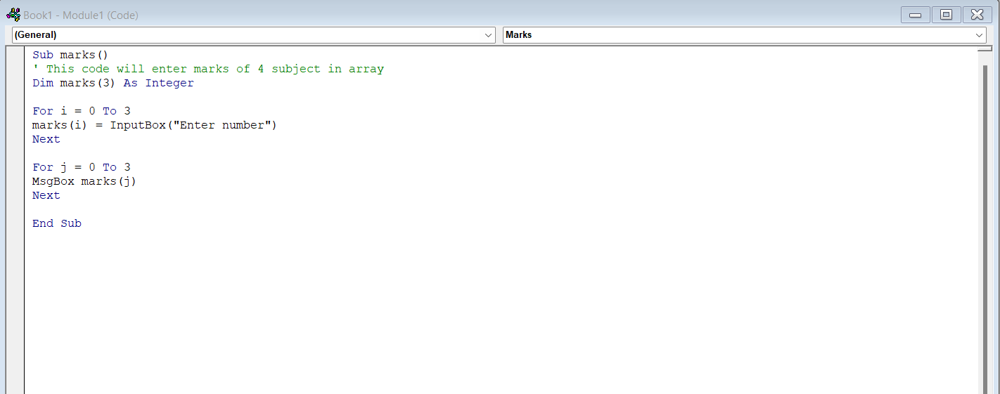 Book1 - Module1 (Code)
(General)
Marks
Sub marks()
' This code will enter marks of 4 subject in array
Dim marks(3) As Integer
For i = 0 To 3
marks(i) = InputBox("Enter number")
Next
For j = 0 To 3
MsgBox marks(j)
Next
End Sub